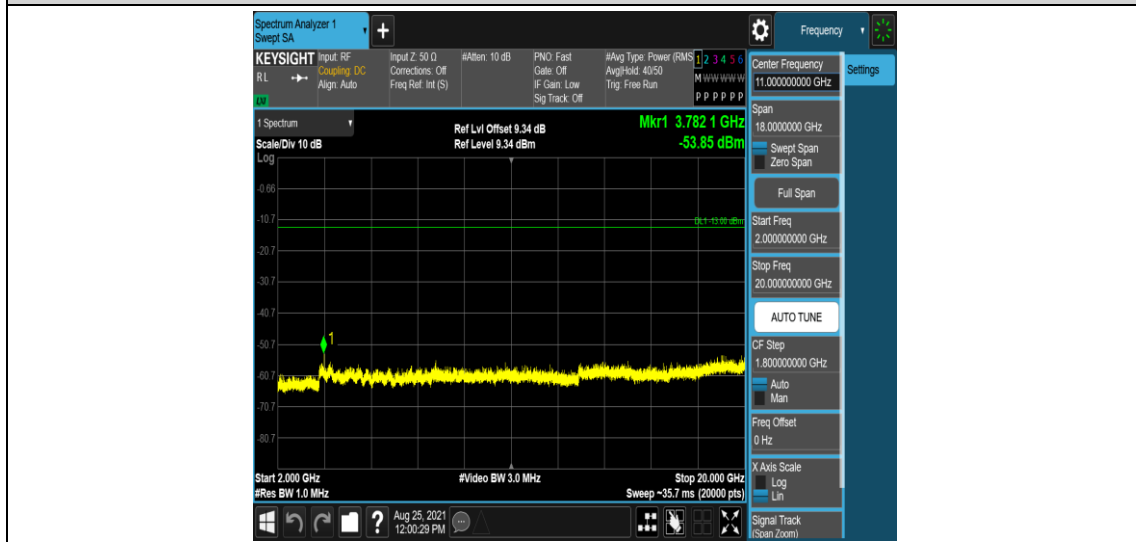 Spectrum Analyzer 1
Swept SA
Frequency
KEYSIGHT
RL
LXI
Input: RF
Coupling: DC
Align: Auto
Input Z: 50 Ω
Corrections: Off
Freq Ref: Int (S)
#Atten: 10 dB
PNO: Fast
Gate: Off
IF Gain: Low
Sig Track: Off
#Avg Type: Power (RMS
Avg|Hold: 40/50
Trig: Free Run
1 2 3 4 5 6
M W W W W W
P P P P P P
1 Spectrum
Scale/Div 10 dB
Log
Ref Lvl Offset 9.34 dB
Ref Level 9.34 dBm
Mkr1 3.782 1 GHz
-53.85 dBm
-0.66
-10.7
-20.7
-30.7
-40.7
-50.7
-60.7
-70.7
-80.7
DL1 -13.00 dBm
1
Start 2.000 GHz
#Res BW 1.0 MHz
#Video BW 3.0 MHz
Stop 20.000 GHz
Sweep ~35.7 ms (20000 pts)
Aug 25, 2021
12:00:29 PM
Center Frequency
11.000000000 GHz
Settings
Span
18.0000000 GHz
Swept Span
Zero Span
Full Span
Start Freq
2.000000000 GHz
Stop Freq
20.000000000 GHz
AUTO TUNE
CF Step
1.800000000 GHz
Auto
Man
Freq Offset
0 Hz
X Axis Scale
Log
Lin
Signal Track
(Span Zoom)